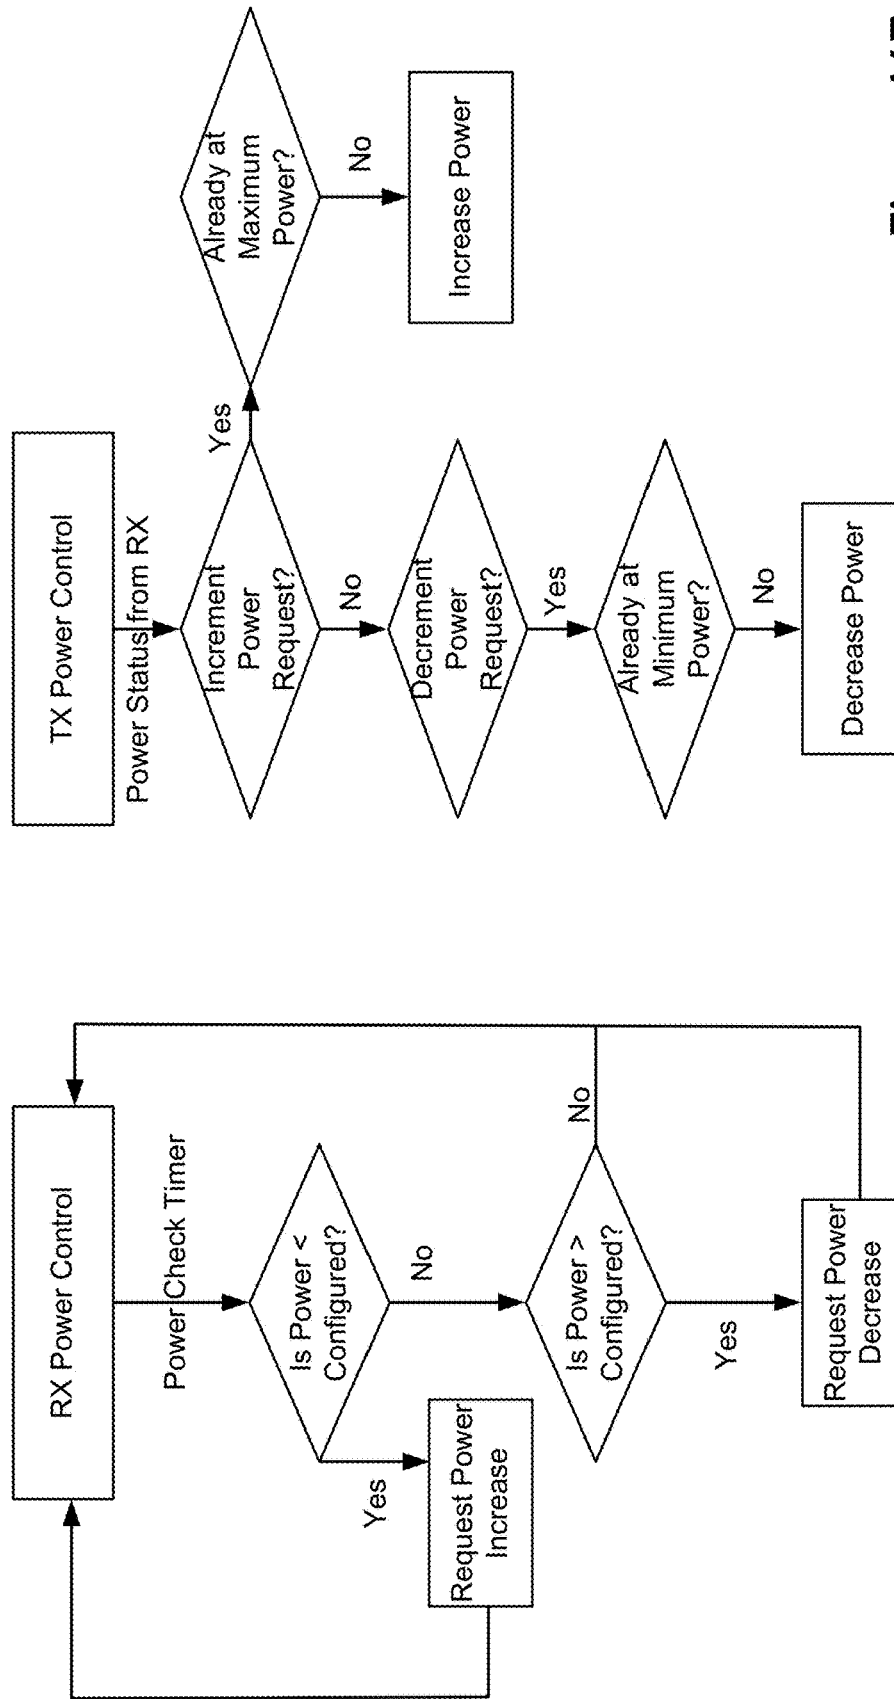 RX Power Control
Power Check Timer
Is Power <
Configured?
Yes
No
Request Power
Increase
Is Power >
Configured?
No
Yes
Request Power
Decrease
TX Power Control
Power Status from RX
Increment
Power
Request?
Yes
No
Already at
Maximum
Power?
No
Increase Power
Decrement
Power
Request?
Yes
Already at
Minimum
Power?
No
Decrease Power